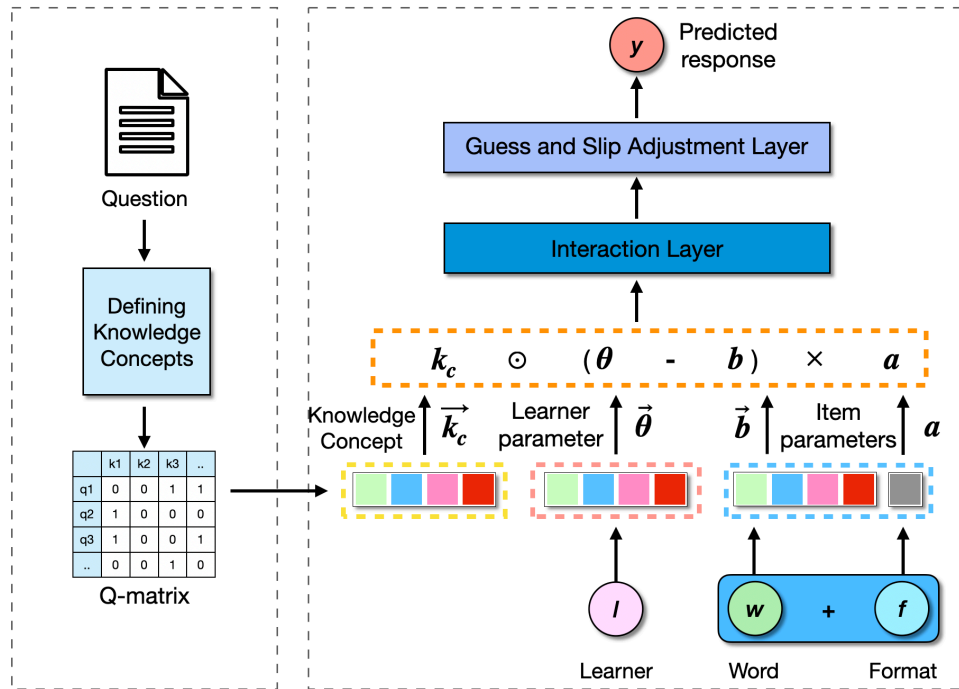 Question
Defining
Knowledge
Concepts
k1 k2 k3 ..
q1 0 0 1 1
q2 1 0 0 0
q3 1 0 0 1
.. 0 0 1 0
Q-matrix
y
Predicted
response
Guess and Slip Adjustment Layer
Interaction Layer
k_c ⊙ (θ - b) × a
Knowledge
Concept
k_c→
Learner
parameter
θ→
b→
Item
parameters
a
l
w + f
Learner
Word
Format